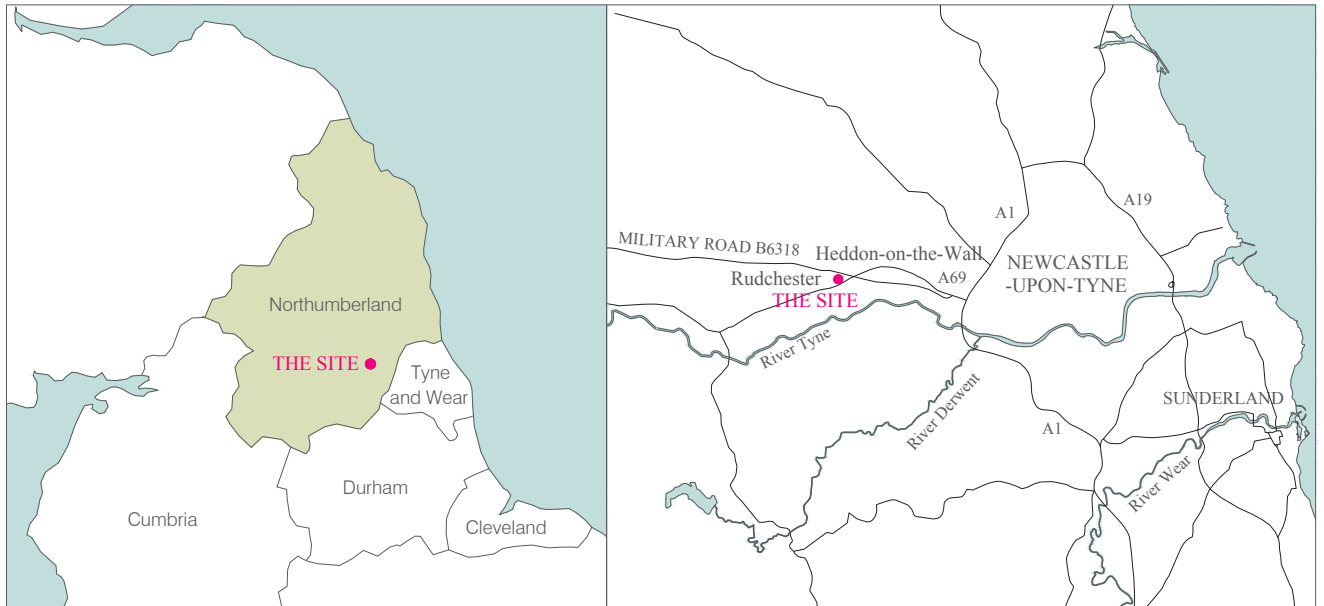 Northumberland
THE SITE
Tyne
and Wear
Durham
Cumbria
Cleveland
A19
A1
MILITARY ROAD B6318
Heddon-on-the-Wall
Rudchester
A69
THE SITE
NEWCASTLE
-UPON-TYNE
River Tyne
River Derwent
SUNDERLAND
A1
River Wear